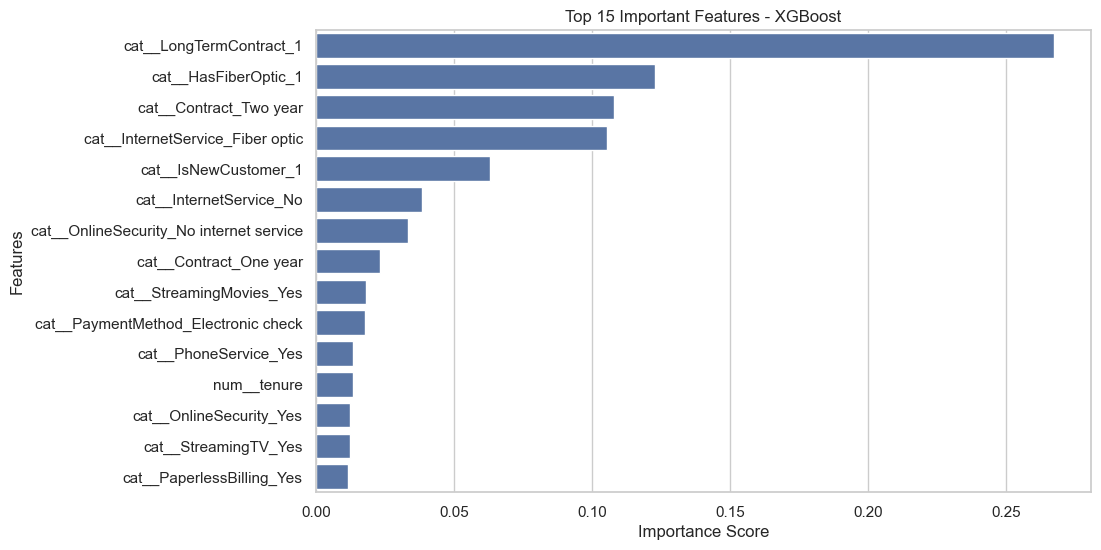 Top 15 Important Features - XGBoost
Features
cat__LongTermContract_1
cat__HasFiberOptic_1
cat__Contract_Two year
cat__InternetService_Fiber optic
cat__IsNewCustomer_1
cat__InternetService_No
cat__OnlineSecurity_No internet service
cat__Contract_One year
cat__StreamingMovies_Yes
cat__PaymentMethod_Electronic check
cat__PhoneService_Yes
num__tenure
cat__OnlineSecurity_Yes
cat__StreamingTV_Yes
cat__PaperlessBilling_Yes
0.00 0.05 0.10 0.15 0.20 0.25
Importance Score